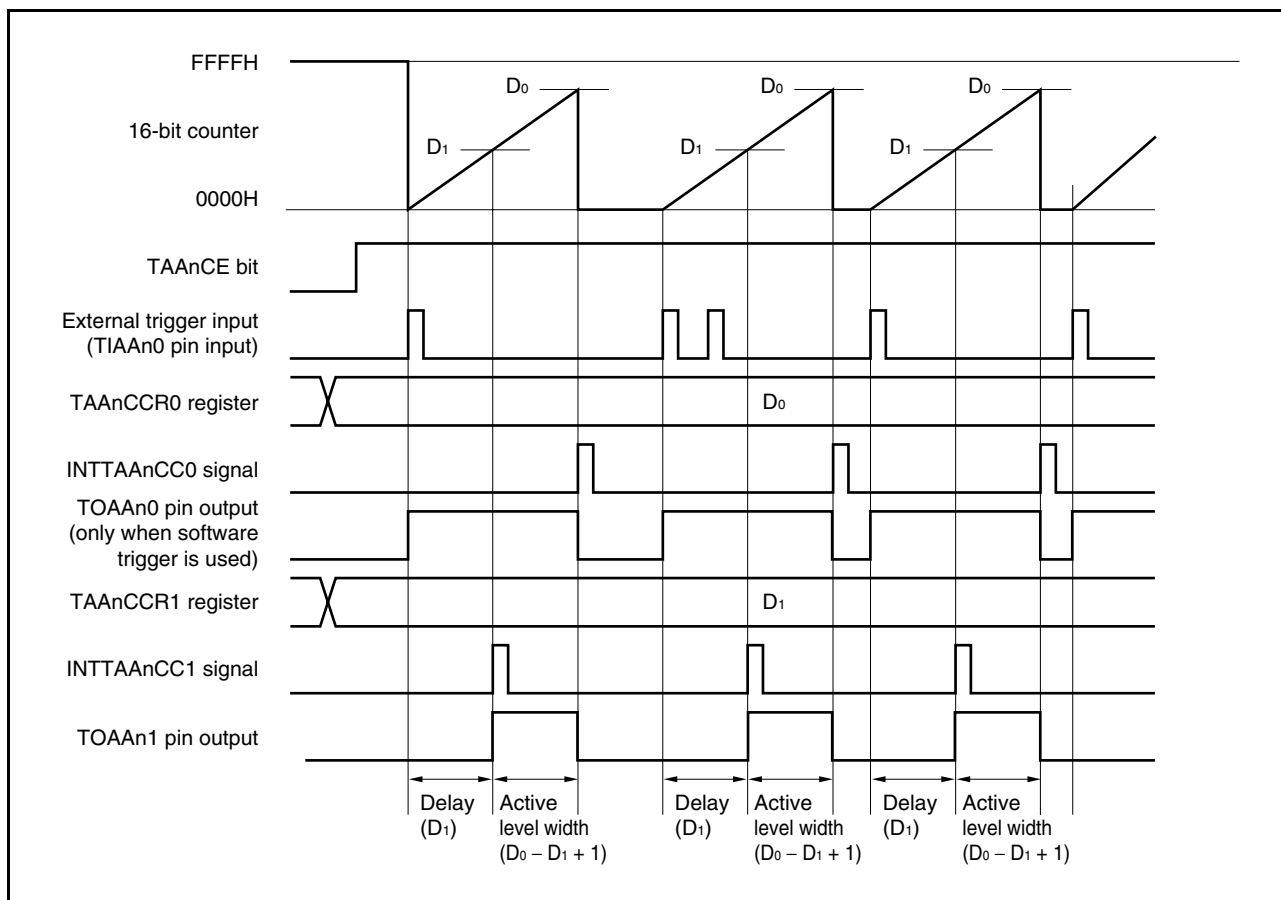 FFFFH
D0 D0 D0
16-bit counter
D1 D1 D1
0000H
TAAnCE bit
External trigger input
(TIAAn0 pin input)
TAAnCCR0 register
D0
INTTAAnCC0 signal
TOAAn0 pin output
(only when software
trigger is used)
TAAnCCR1 register
D1
INTTAAnCC1 signal
TOAAn1 pin output
Delay
(D1)
Active
level width
(D0 – D1 + 1)
Delay
(D1)
Active
level width
(D0 – D1 + 1)
Delay
(D1)
Active
level width
(D0 – D1 + 1)